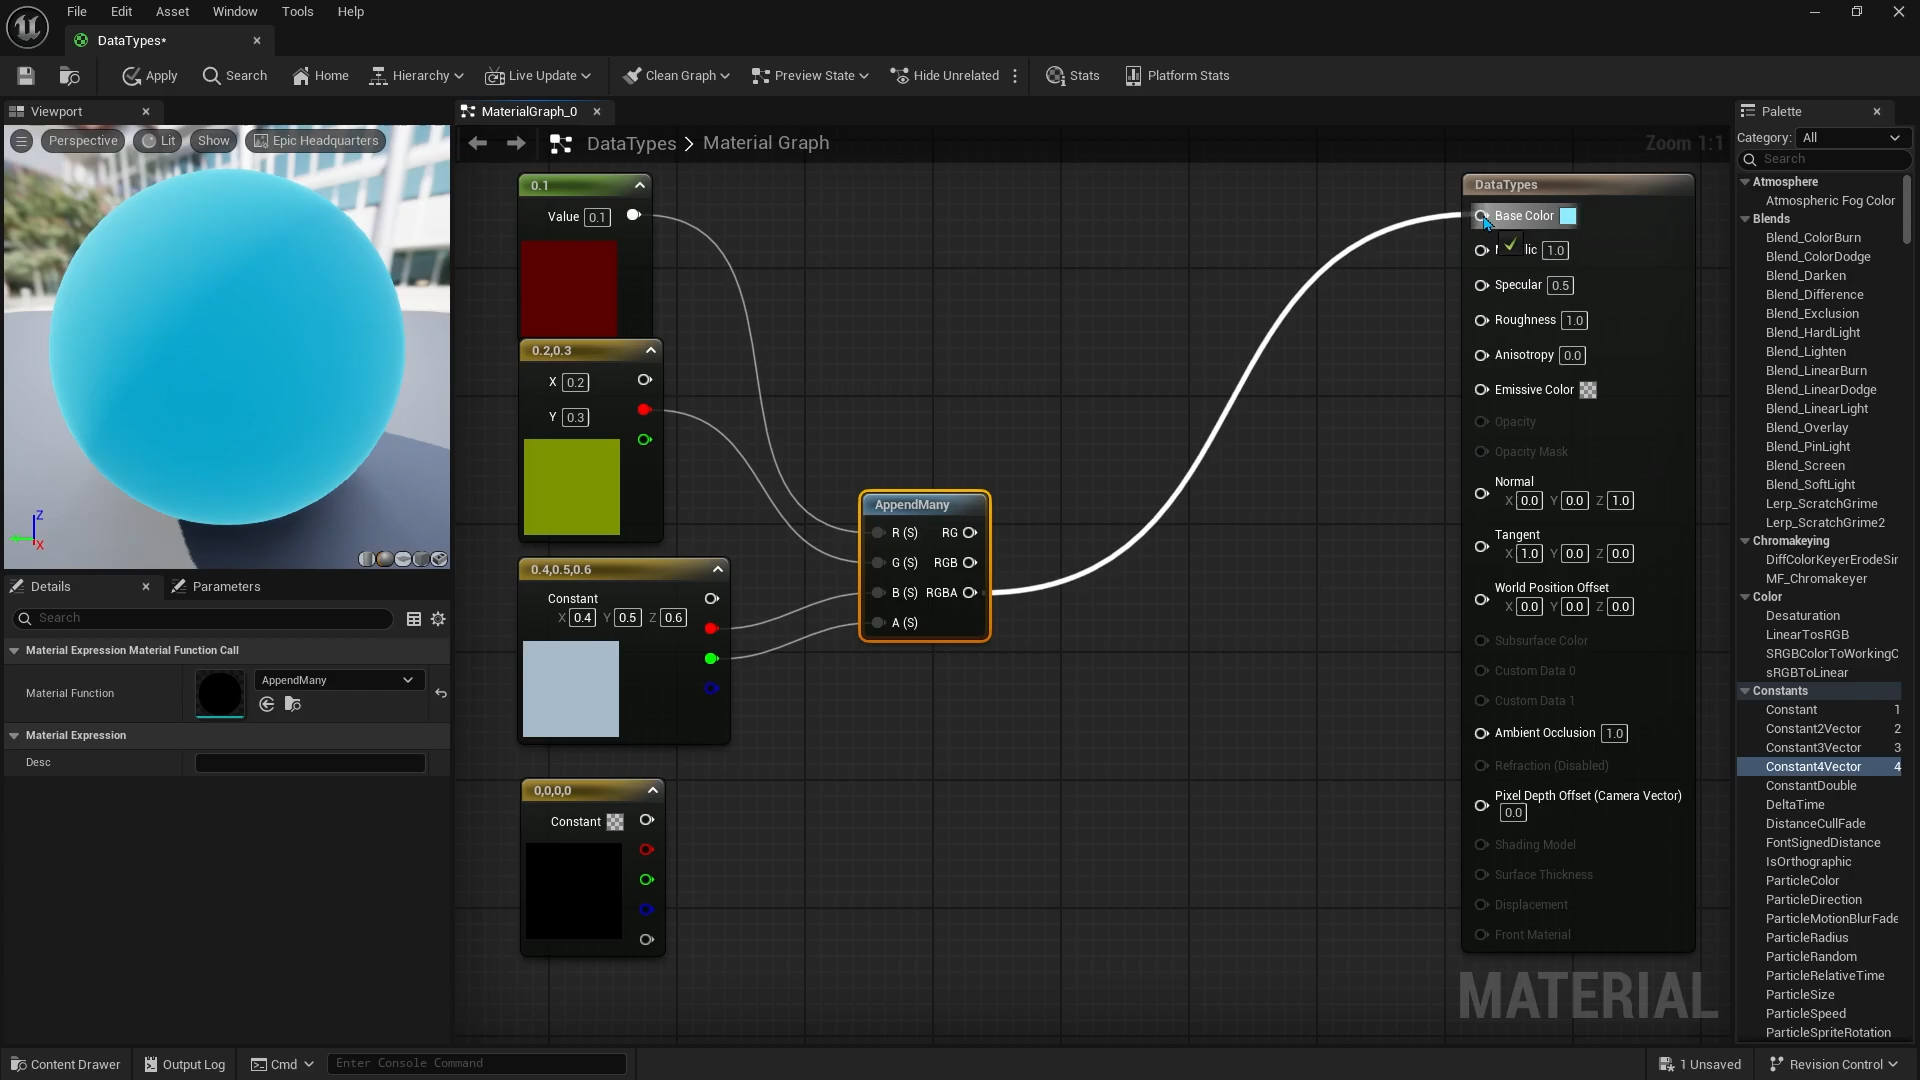 File Edit Asset Window Tools Help
DataTypes*
Apply Search Home Hierarchy Live Update Clean Graph Preview State Hide Unrelated Stats Platform Stats
Viewport
Perspective Lit Show Epic Headquarters
Z
X
Details Parameters
Search
Material Expression Material Function Call
Material Function AppendMany
Material Expression
Desc
MaterialGraph_0
DataTypes > Material Graph
Zoom 1:1
0.1
Value 0.1
0.2,0.3
X 0.2
Y 0.3
0.4,0.5,0.6
Constant
X 0.4 Y 0.5 Z 0.6
0,0,0,0
Constant
AppendMany
R (S) RG
G (S) RGB
B (S) RGBA
A (S)
DataTypes
Base Color
lic 1.0
Specular 0.5
Roughness 1.0
Anisotropy 0.0
Emissive Color
Opacity
Opacity Mask
Normal
X 0.0 Y 0.0 Z 1.0
Tangent
X 1.0 Y 0.0 Z 0.0
World Position Offset
X 0.0 Y 0.0 Z 0.0
Subsurface Color
Custom Data 0
Custom Data 1
Ambient Occlusion 1.0
Refraction (Disabled)
Pixel Depth Offset (Camera Vector)
0.0
Shading Model
Surface Thickness
Displacement
Front Material
MATERIAL
Palette
Category: All
Search
Atmosphere
Atmospheric Fog Color
Blends
Blend_ColorBurn
Blend_ColorDodge
Blend_Darken
Blend_Difference
Blend_Exclusion
Blend_HardLight
Blend_Lighten
Blend_LinearBurn
Blend_LinearDodge
Blend_LinearLight
Blend_Overlay
Blend_PinLight
Blend_Screen
Blend_SoftLight
Lerp_ScratchGrime
Lerp_ScratchGrime2
Chromakeying
DiffColorKeyerErodeSir
MF_Chromakeyer
Color
Desaturation
LinearTosRGB
SRGBColorToWorkingC
sRGBToLinear
Constants
Constant 1
Constant2Vector 2
Constant3Vector 3
Constant4Vector 4
ConstantDouble
DeltaTime
DistanceCullFade
FontSignedDistance
IsOrthographic
ParticleColor
ParticleDirection
ParticleMotionBlurFade
ParticleRadius
ParticleRandom
ParticleRelativeTime
ParticleSize
ParticleSpeed
ParticleSpriteRotation
Content Drawer Output Log Cmd Enter Console Command 1 Unsaved Revision Control